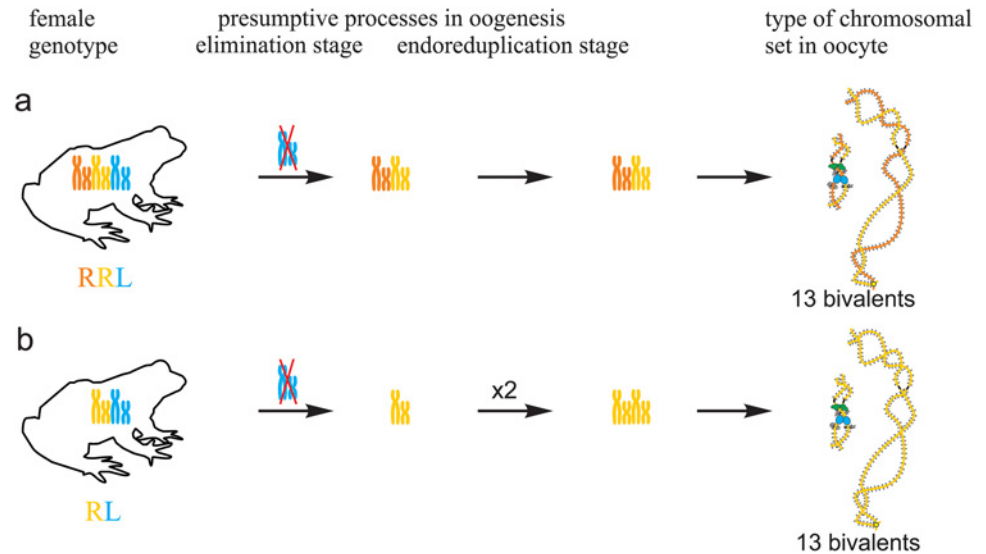 female
genotype
presumptive processes in oogenesis
elimination stage
endoreduplication stage
type of chromosomal
set in oocyte
a
RRL
13 bivalents
b
x2
RL
13 bivalents